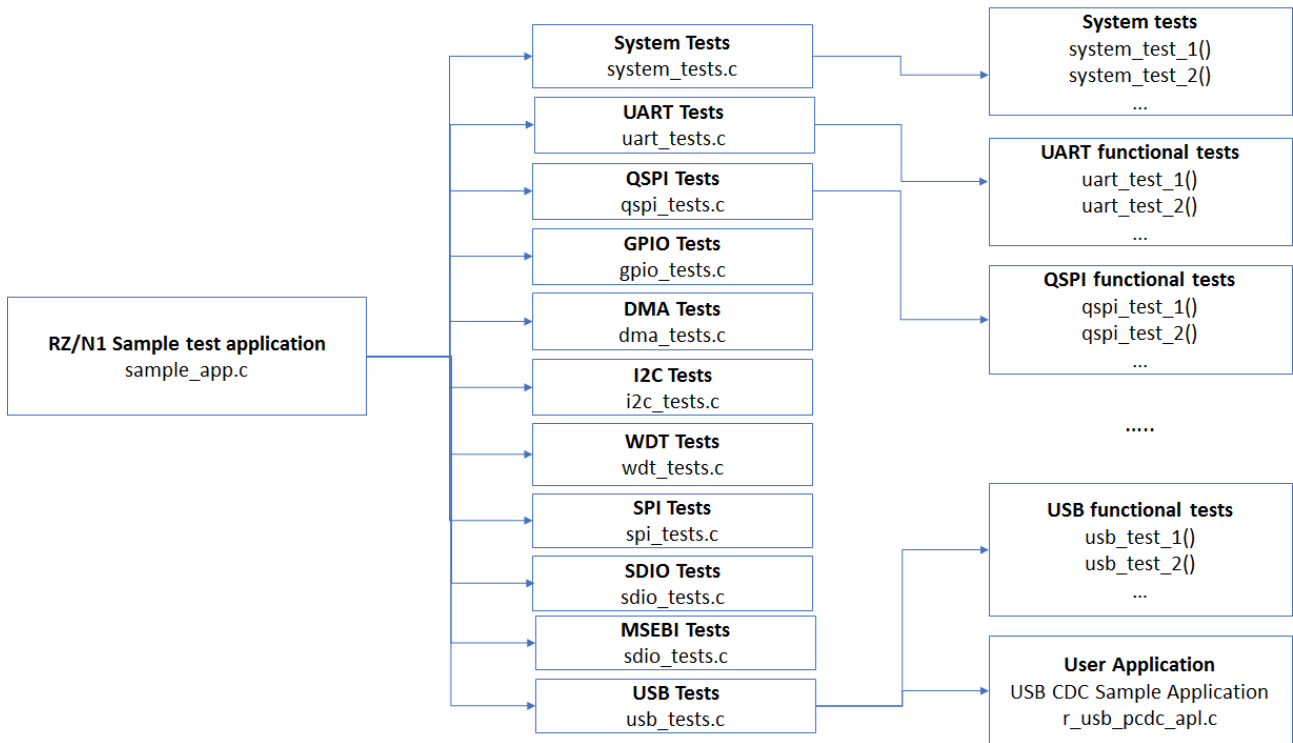 RZ/N1 Sample test application
sample_app.c
System Tests
system_tests.c
UART Tests
uart_tests.c
QSPI Tests
qspi_tests.c
GPIO Tests
gpio_tests.c
DMA Tests
dma_tests.c
I2C Tests
i2c_tests.c
WDT Tests
wdt_tests.c
SPI Tests
spi_tests.c
SDIO Tests
sdio_tests.c
MSEBI Tests
sdio_tests.c
USB Tests
usb_tests.c
System tests
system_test_1()
system_test_2()
...
UART functional tests
uart_test_1()
uart_test_2()
...
QSPI functional tests
qspi_test_1()
qspi_test_2()
...
.....
USB functional tests
usb_test_1()
usb_test_2()
...
User Application
USB CDC Sample Application
r_usb_pcdc_apl.c